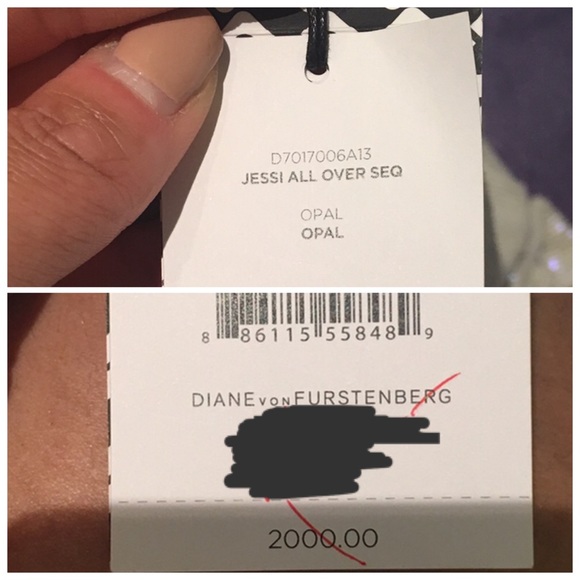 D7017006A13
JESSI ALL OVER SEQ
OPAL
OPAL
8 86115 55848 9
DIANE VON FURSTENBERG
2000.00